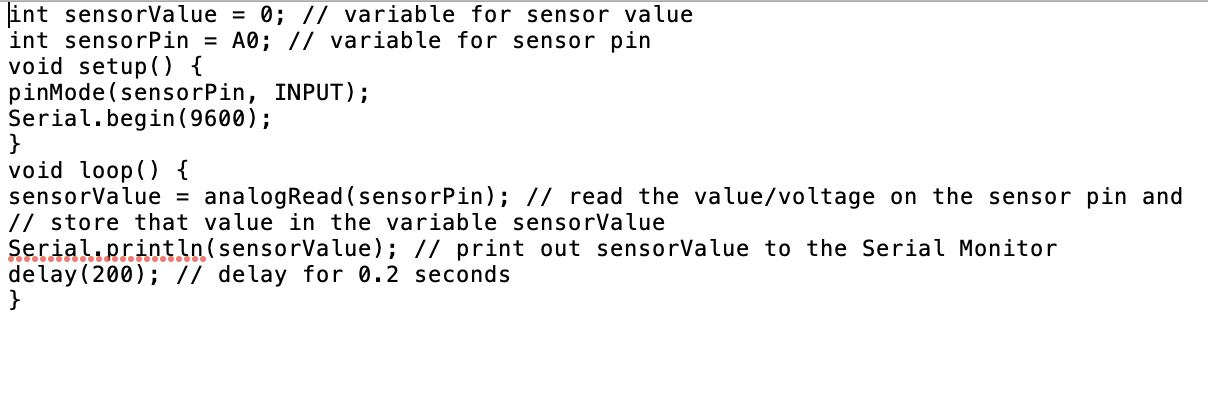 int sensorValue = 0; // variable for sensor value
int sensorPin = A0; // variable for sensor pin
void setup() {
pinMode(sensorPin, INPUT);
Serial.begin(9600);
}
void loop() {
sensorValue = analogRead(sensorPin); // read the value/voltage on the sensor pin and
// store that value in the variable sensorValue
Serial.println(sensorValue); // print out sensorValue to the Serial Monitor
delay(200); // delay for 0.2 seconds
}